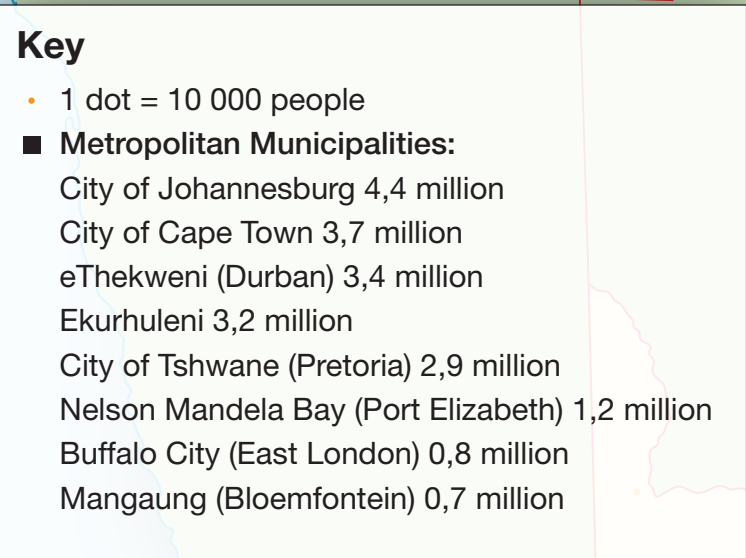 Key
1 dot = 10 000 people
Metropolitan Municipalities:
City of Johannesburg 4,4 million
City of Cape Town 3,7 million
eThekweni (Durban) 3,4 million
Ekurhuleni 3,2 million
City of Tshwane (Pretoria) 2,9 million
Nelson Mandela Bay (Port Elizabeth) 1,2 million
Buffalo City (East London) 0,8 million
Mangaung (Bloemfontein) 0,7 million